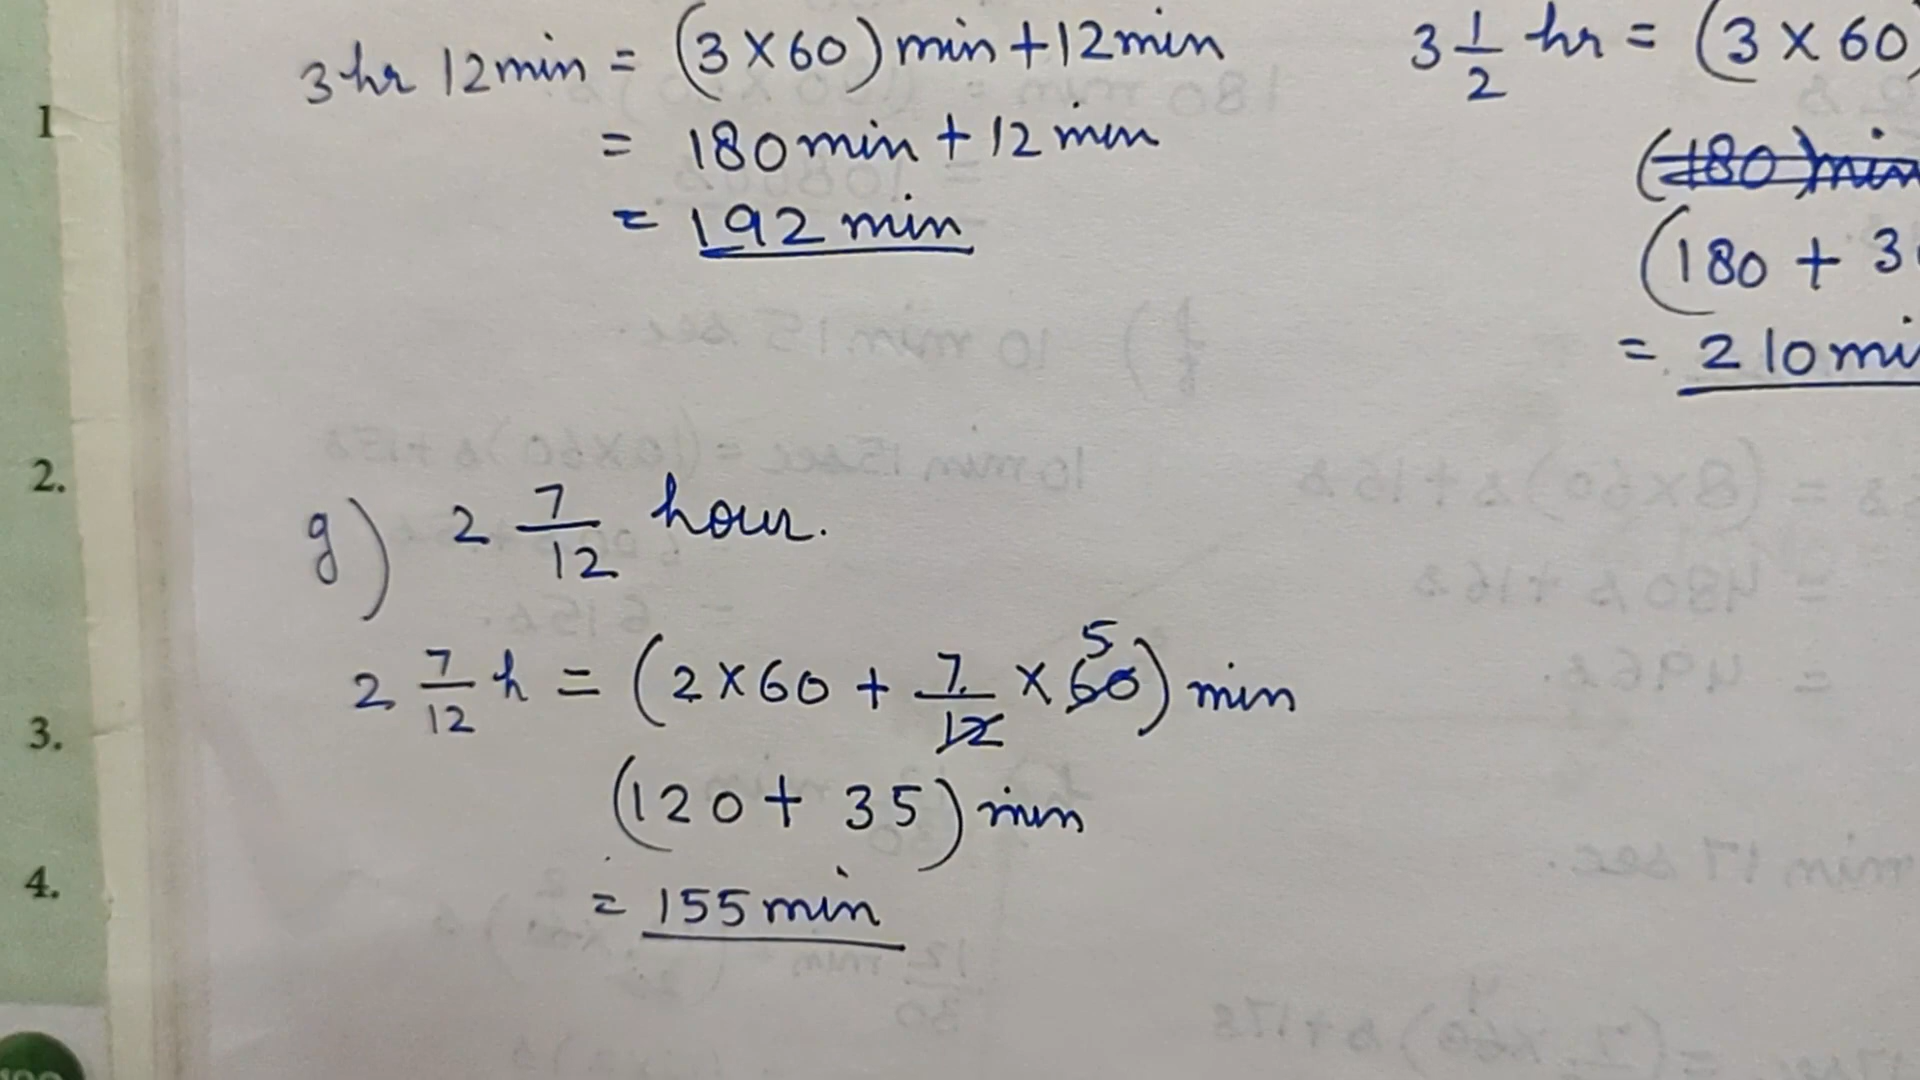 3 hr 12 min = (3 × 60) min + 12 min
= 180 min + 12 min
= 192 min
3 1/2 hr = (3 × 60)
(180) min
(180 + 3
= 210 mi
g) 2 7/12 hour.
2 7/12 h = (2 × 60 + 7/12 × 60 5) min
(120 + 35) min
= 155 min
1
2.
3.
4.